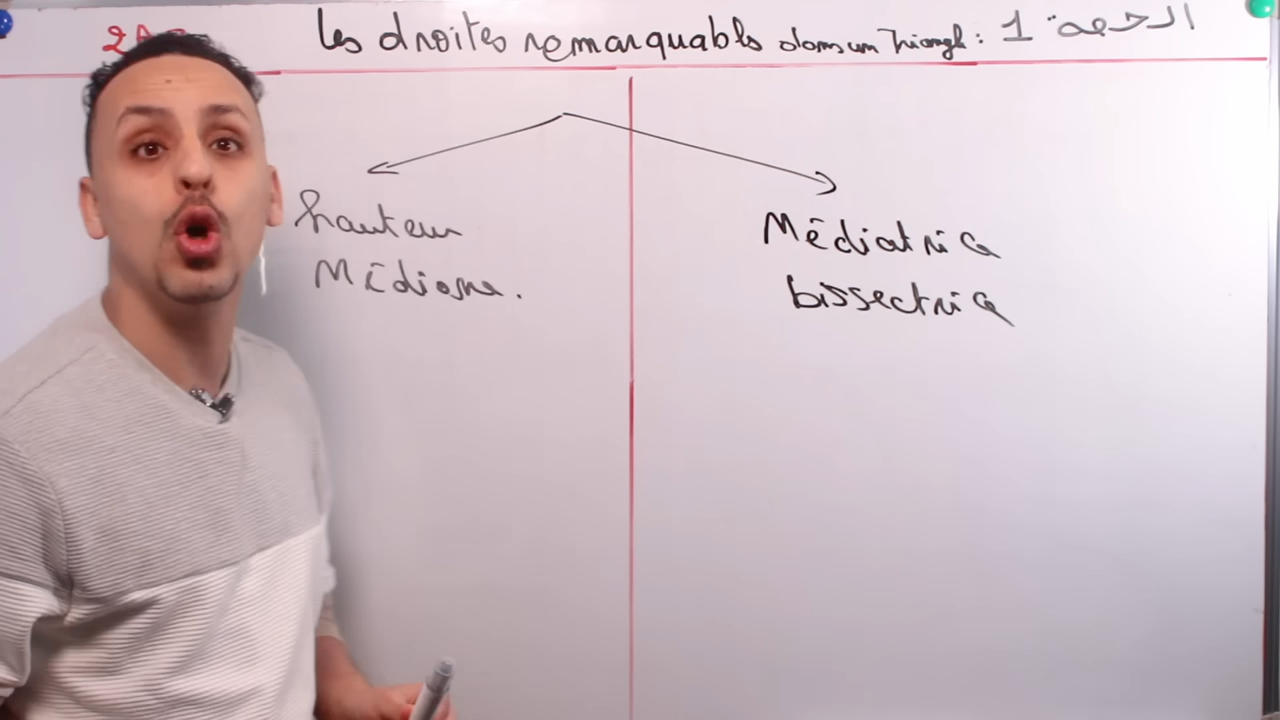 Les droites remarquables dans un Triangle : الحصة 1
hauteur
Médiane.
Médiatrice
bissectrice